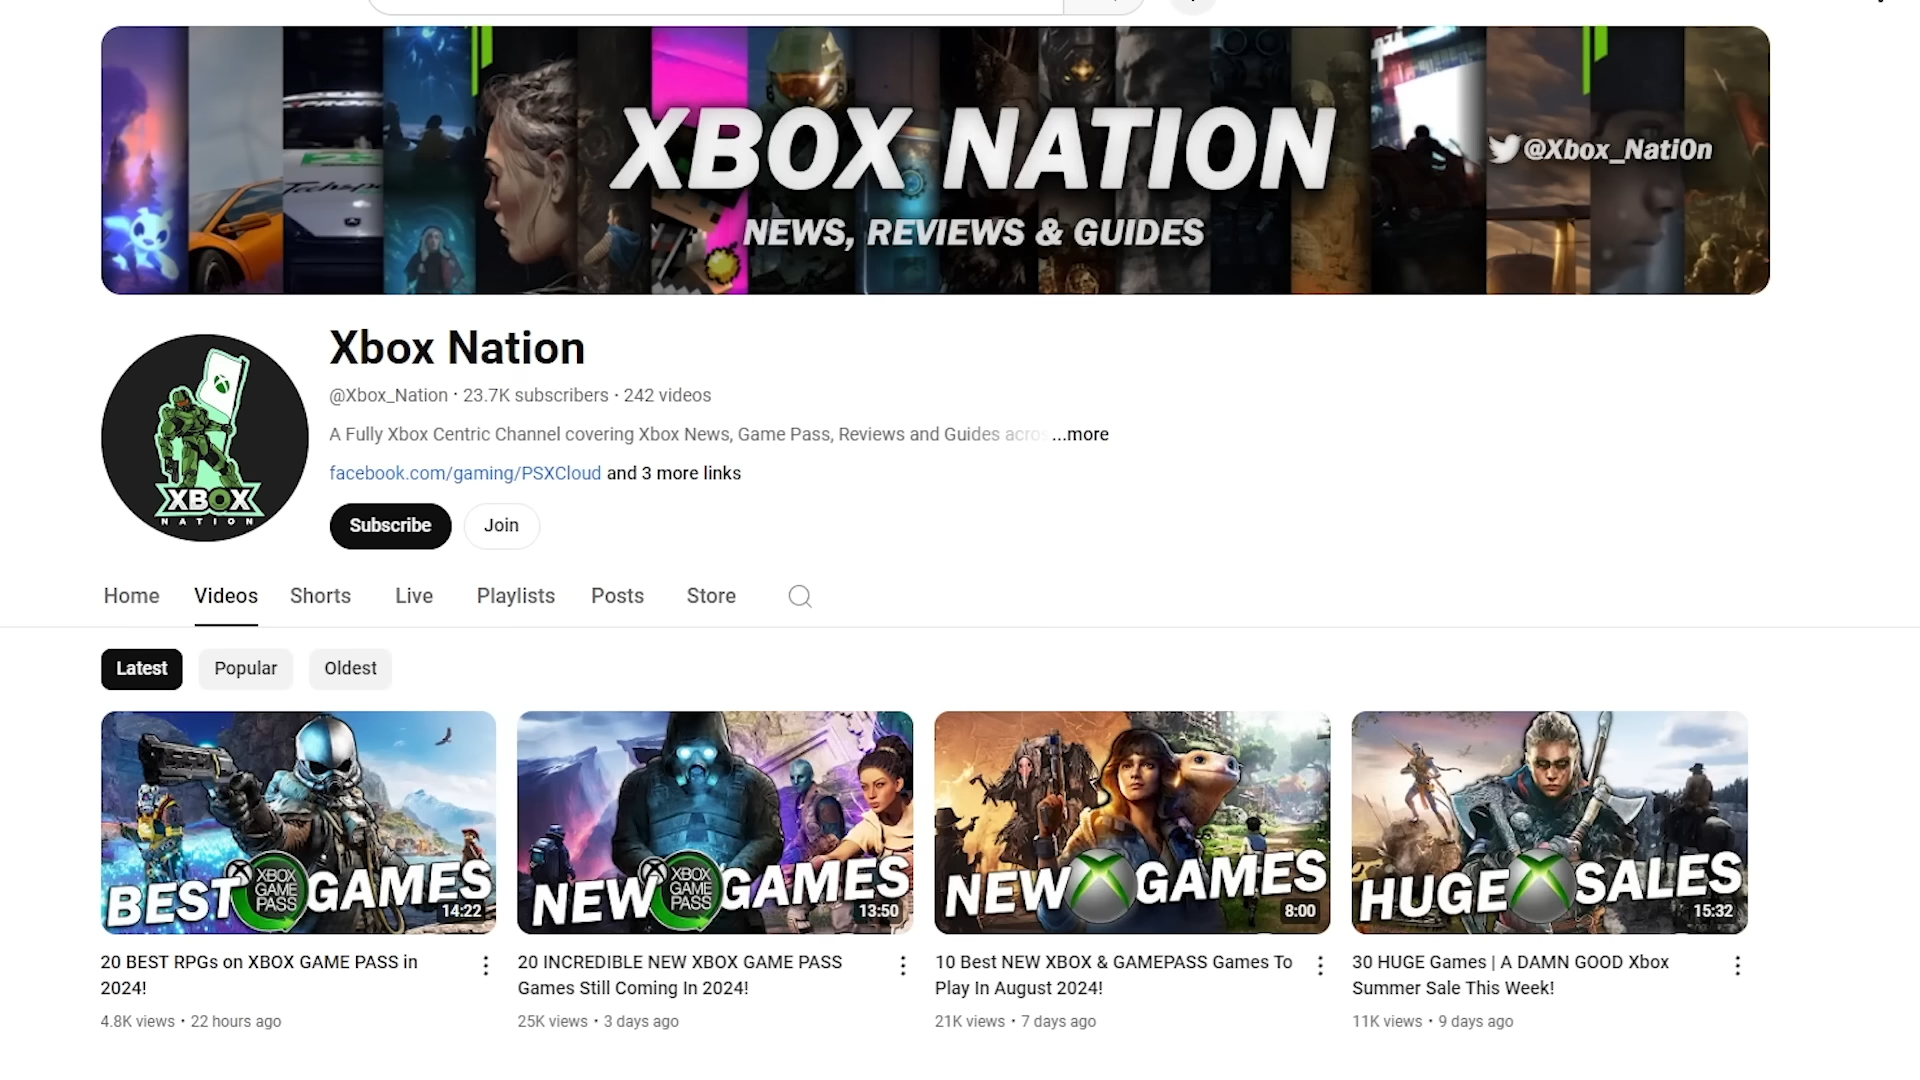 XBOX NATION
NEWS, REVIEWS & GUIDES
@Xbox_Nati0n
XBOX
NATION
Xbox Nation
@Xbox_Nation · 23.7K subscribers · 242 videos
A Fully Xbox Centric Channel covering Xbox News, Game Pass, Reviews and Guides acros ...more
facebook.com/gaming/PSXCloud and 3 more links
Subscribe Join
Home Videos Shorts Live Playlists Posts Store
Latest Popular Oldest
BEST XBOX GAME PASS GAMES
14:22
NEW XBOX GAME PASS GAMES
13:50
NEW GAMES
8:00
HUGE SALES
15:32
20 BEST RPGs on XBOX GAME PASS in
2024!
4.8K views · 22 hours ago
20 INCREDIBLE NEW XBOX GAME PASS
Games Still Coming In 2024!
25K views · 3 days ago
10 Best NEW XBOX & GAMEPASS Games To
Play In August 2024!
21K views · 7 days ago
30 HUGE Games | A DAMN GOOD Xbox
Summer Sale This Week!
11K views · 9 days ago